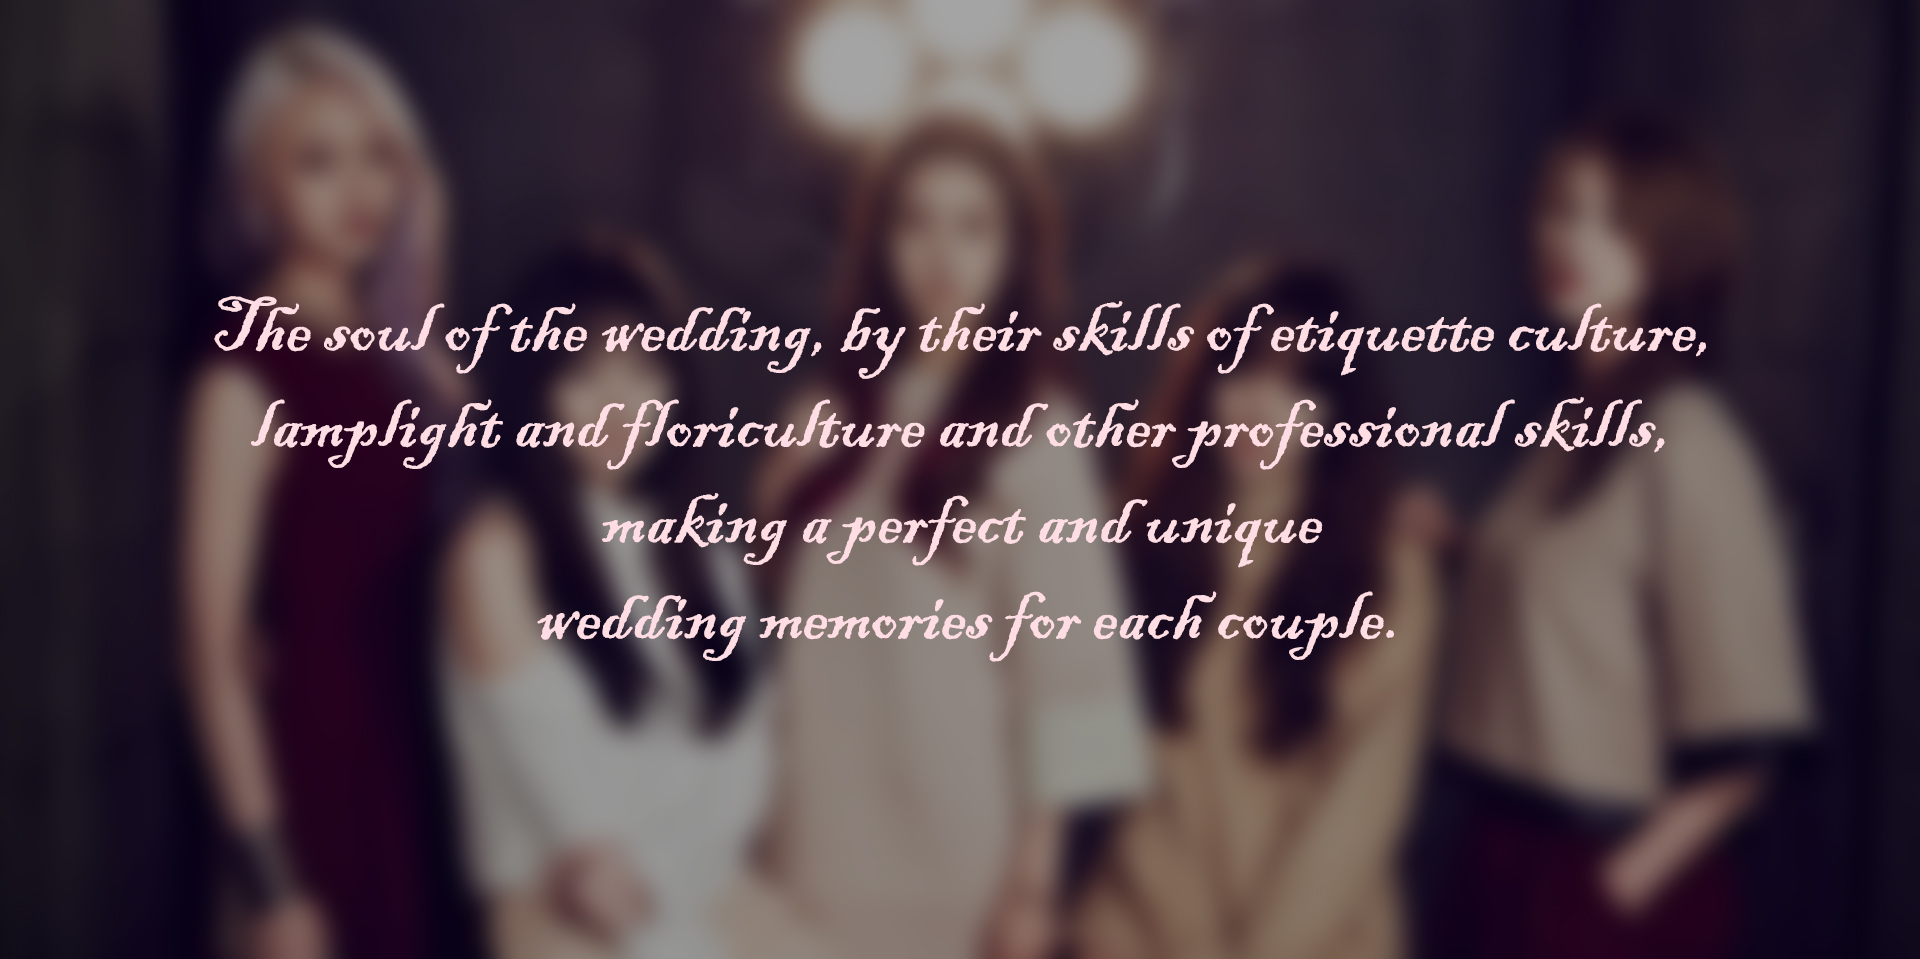 The soul of the wedding, by their skills of etiquette culture,
lamplight and floriculture and other professional skills,
making a perfect and unique
wedding memories for each couple.